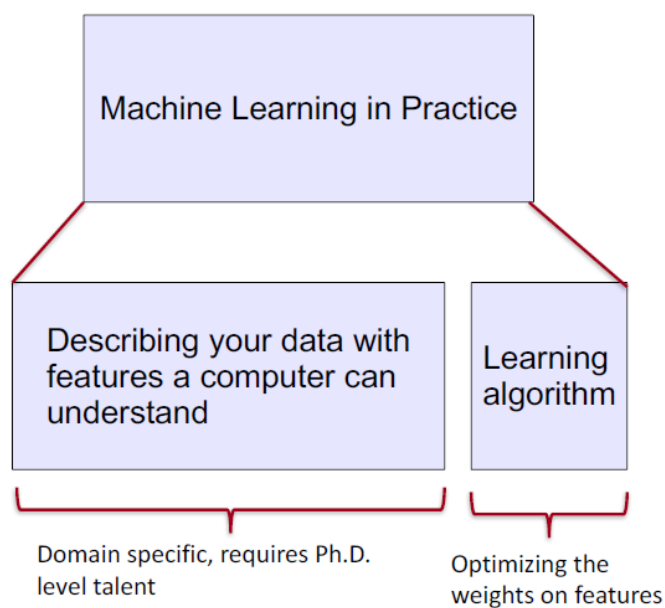 Machine Learning in Practice
Describing your data with
features a computer can
understand
Learning
algorithm
Domain specific, requires Ph.D.
level talent
Optimizing the
weights on features